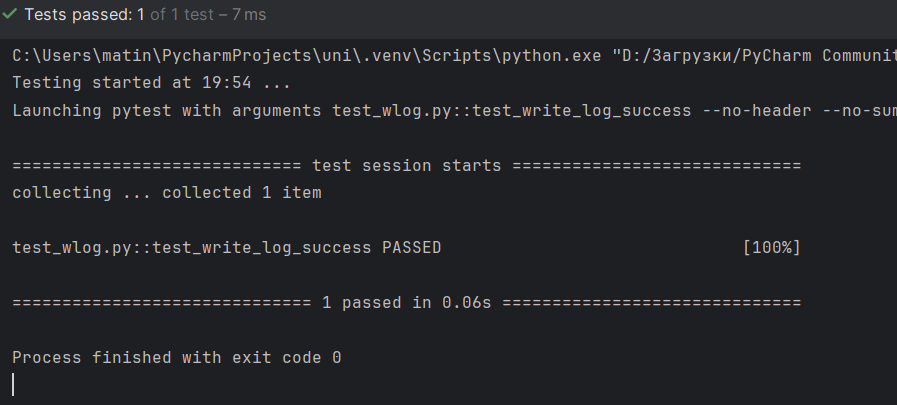 Tests passed: 1 of 1 test – 7 ms
C:\Users\matin\PycharmProjects\uni\.venv\Scripts\python.exe "D:/Загрузки/PyCharm Communit
Testing started at 19:54 ...
Launching pytest with arguments test_wlog.py::test_write_log_success --no-header --no-sum
============================= test session starts =============================
collecting ... collected 1 item
test_wlog.py::test_write_log_success PASSED                              [100%]
============================== 1 passed in 0.06s ==============================
Process finished with exit code 0